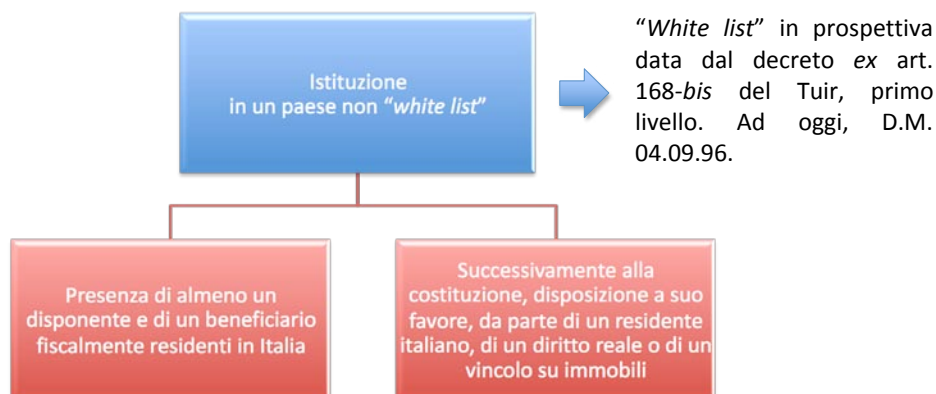 Istituzione
in un paese non “white list”
“White list” in prospettiva
data dal decreto ex art.
168-bis del Tuir, primo
livello. Ad oggi, D.M.
04.09.96.
Presenza di almeno un
disponente e di un beneficiario
fiscalmente residenti in Italia
Successivamente alla
costituzione, disposizione a suo
favore, da parte di un residente
italiano, di un diritto reale o di un
vincolo su immobili